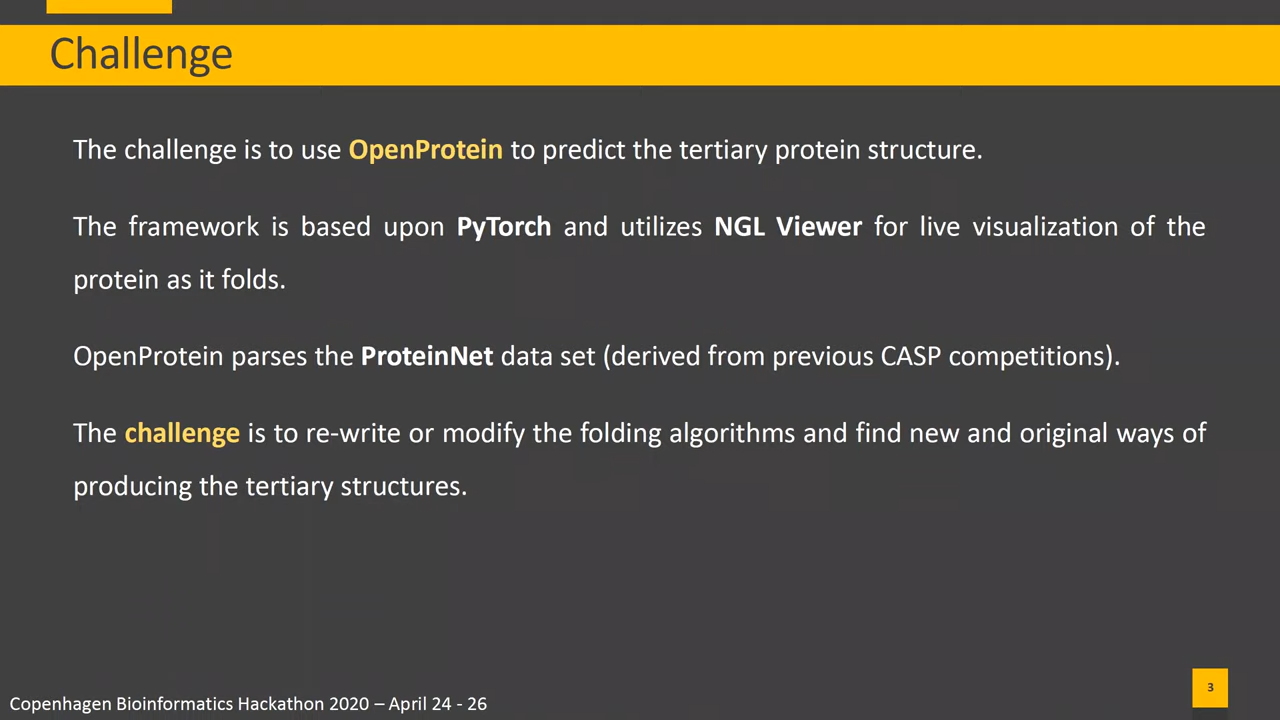 Challenge
The challenge is to use OpenProtein to predict the tertiary protein structure.
The framework is based upon PyTorch and utilizes NGL Viewer for live visualization of the
protein as it folds.
OpenProtein parses the ProteinNet data set (derived from previous CASP competitions).
The challenge is to re-write or modify the folding algorithms and find new and original ways of
producing the tertiary structures.
3
Copenhagen Bioinformatics Hackathon 2020 – April 24 - 26